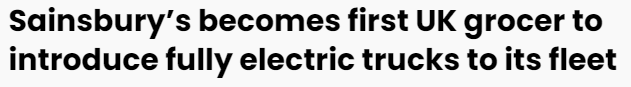 Sainsbury’s becomes first UK grocer to
introduce fully electric trucks to its fleet